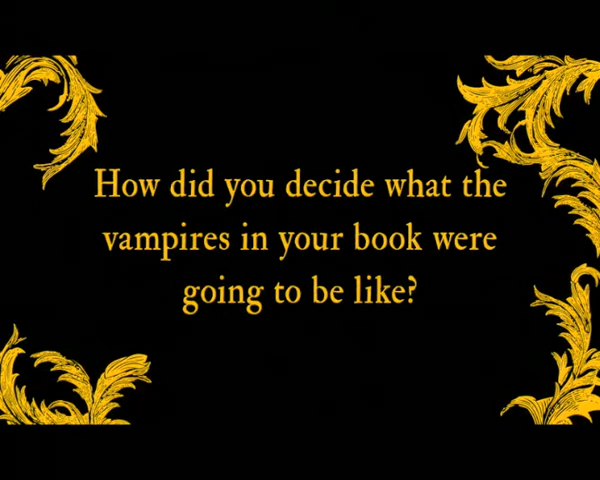 How did you decide what the
vampires in your book were
going to be like?